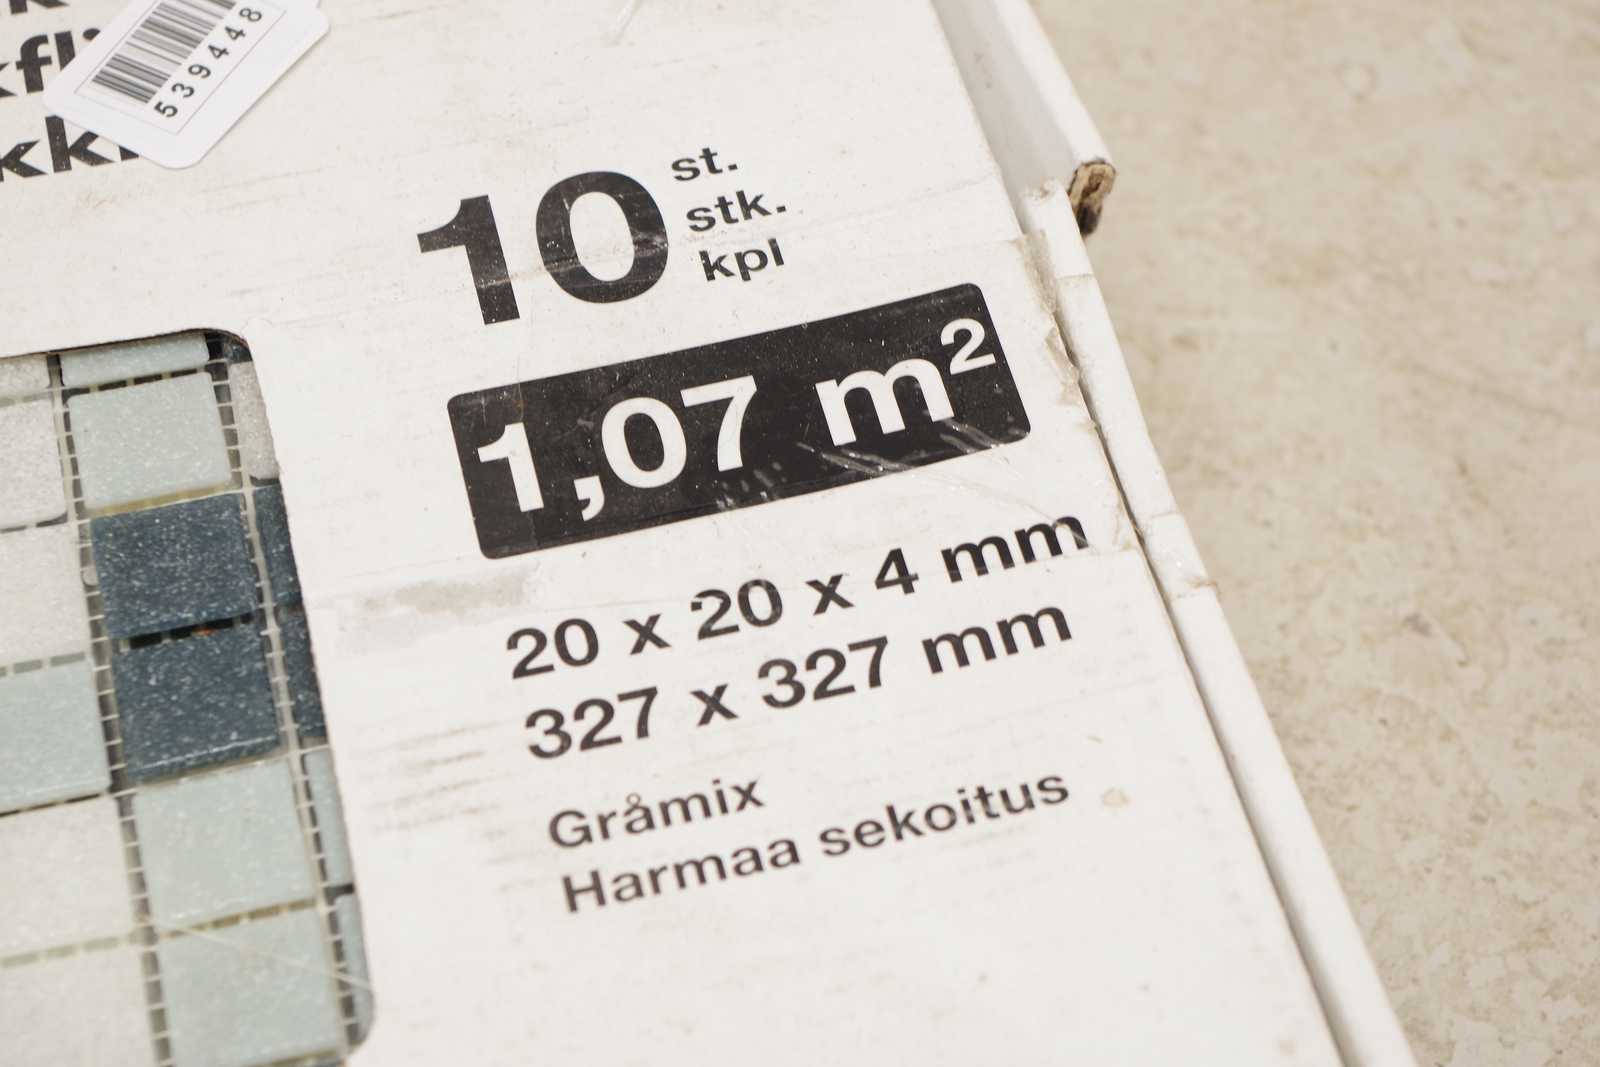 539448
10 st.
stk.
kpl
1,07 m²
20 x 20 x 4 mm
327 x 327 mm
Gråmix
Harmaa sekoitus